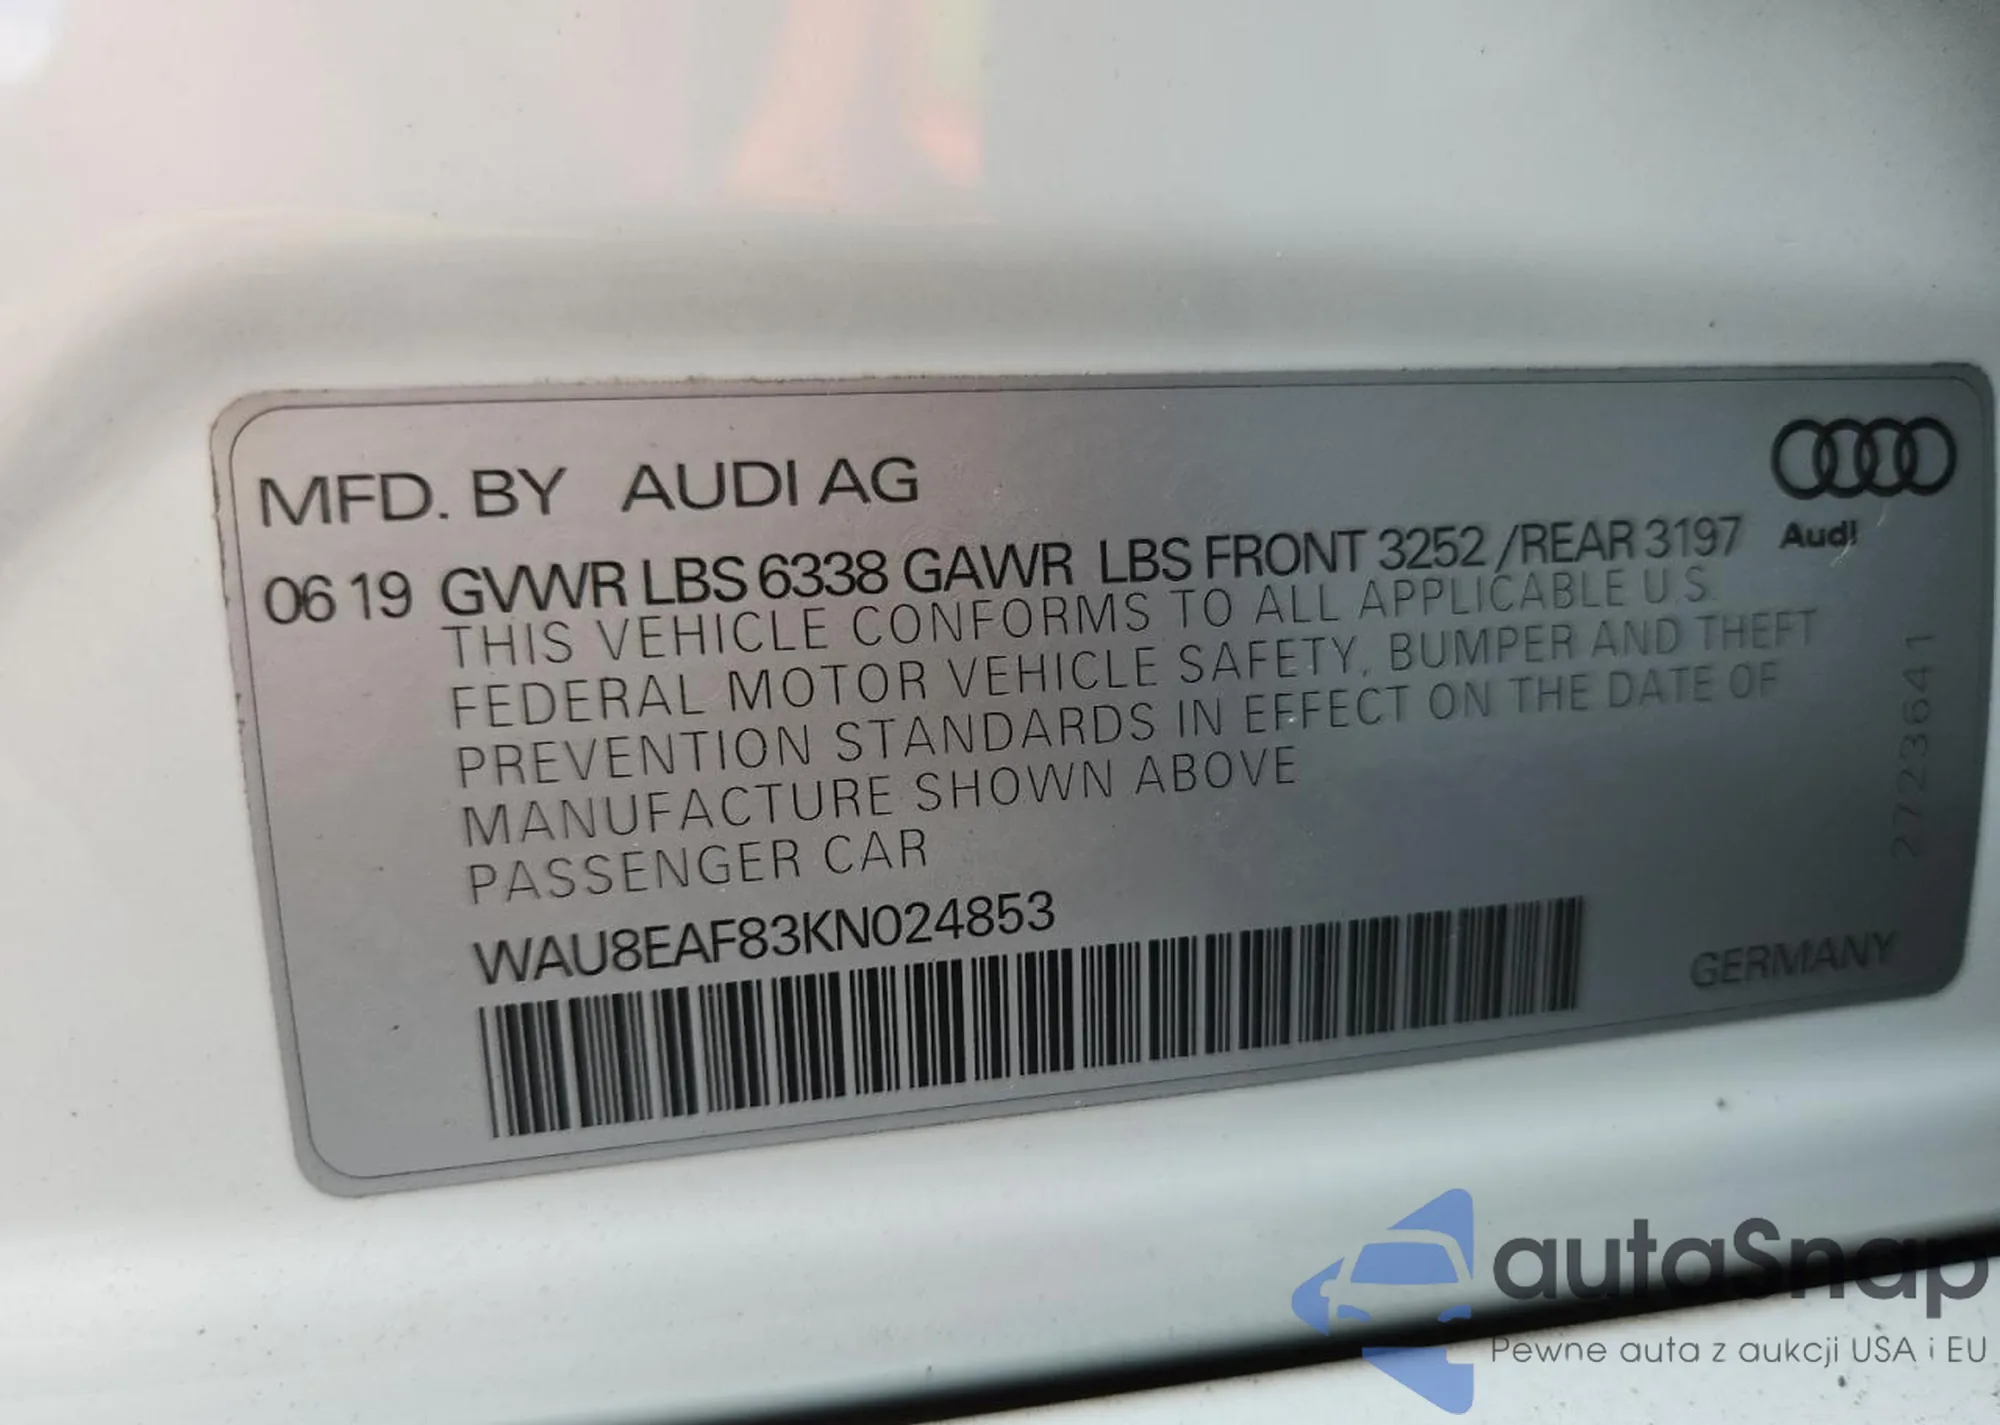 MFD. BY AUDI AG
Audi
06 19 GVWR LBS 6338 GAWR LBS FRONT 3252 /REAR 3197
THIS VEHICLE CONFORMS TO ALL APPLICABLE U.S.
FEDERAL MOTOR VEHICLE SAFETY, BUMPER AND THEFT
PREVENTION STANDARDS IN EFFECT ON THE DATE OF
MANUFACTURE SHOWN ABOVE
PASSENGER CAR
WAU8EAF83KN024853
GERMANY
27723641
autaSnap
Pewne auta z aukcji USA i EU